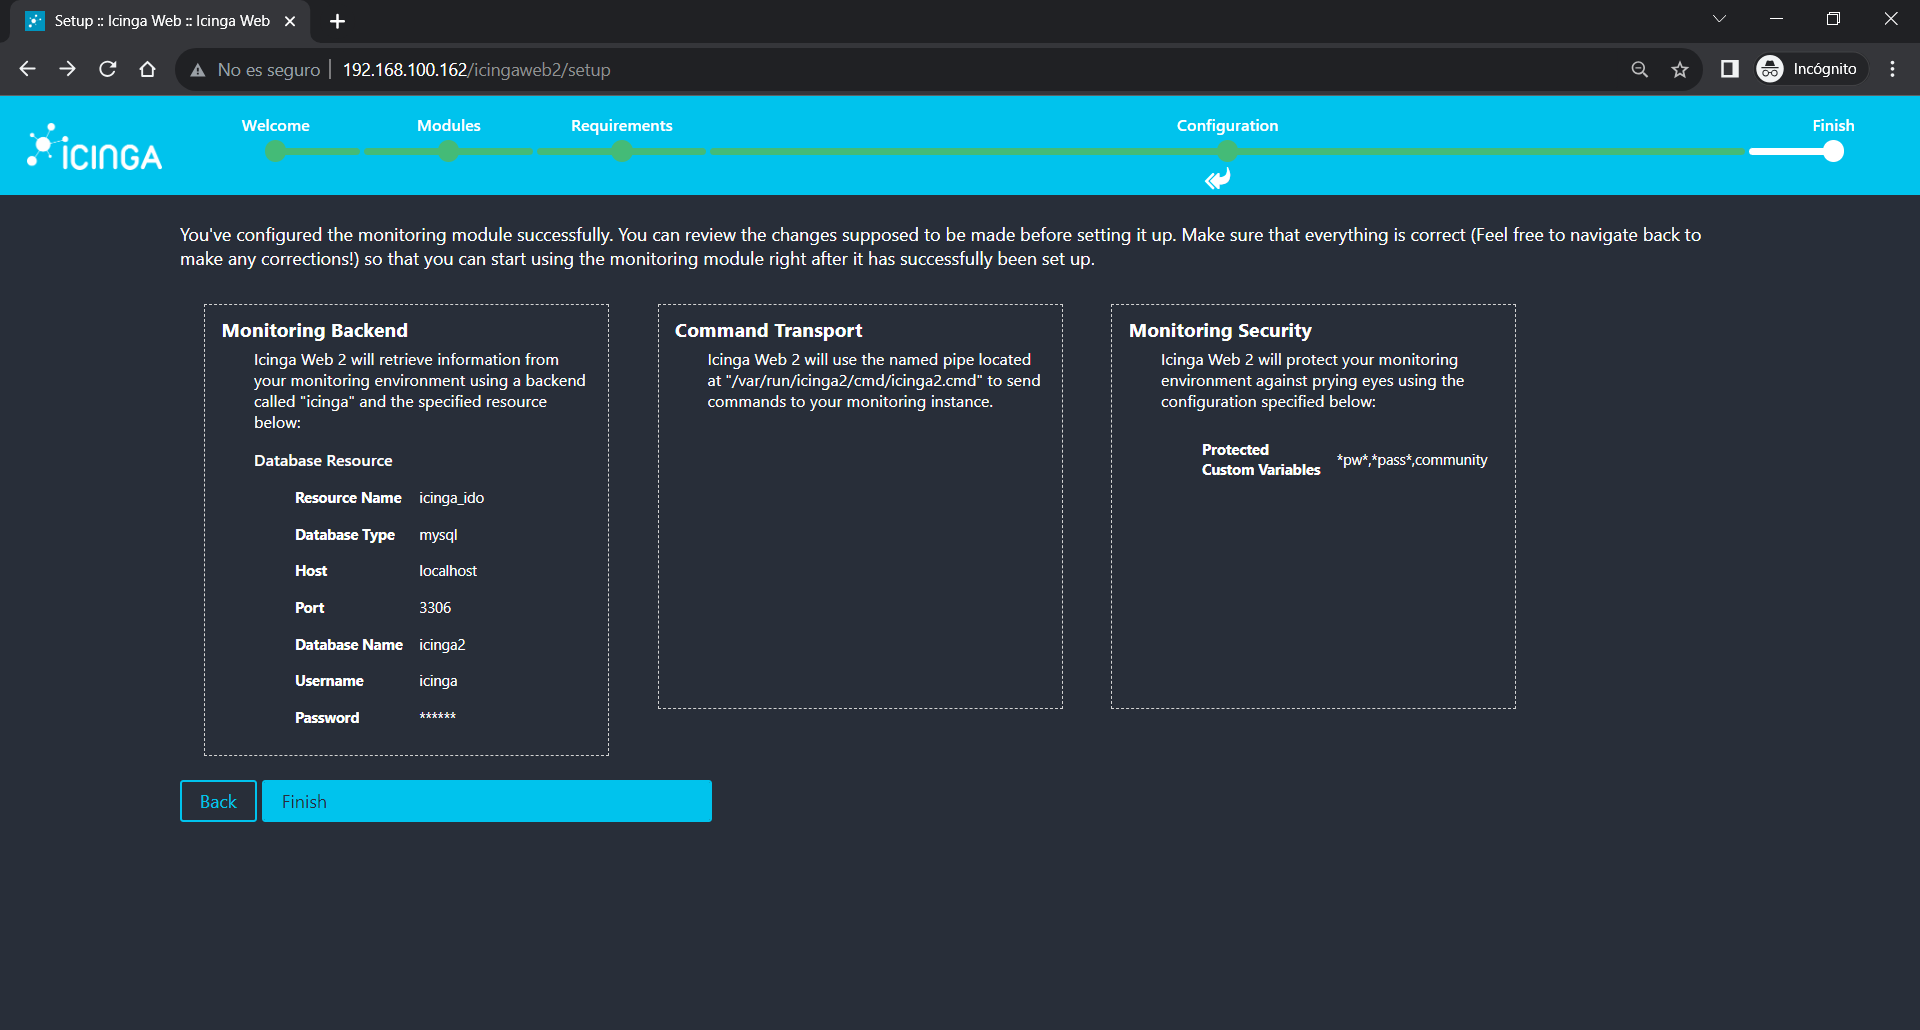 Setup :: Icinga Web :: Icinga Web
No es seguro | 192.168.100.162/icingaweb2/setup
Incógnito
ICINGA
Welcome
Modules
Requirements
Configuration
Finish
You've configured the monitoring module successfully. You can review the changes supposed to be made before setting it up. Make sure that everything is correct (Feel free to navigate back to
make any corrections!) so that you can start using the monitoring module right after it has successfully been set up.
Monitoring Backend
Icinga Web 2 will retrieve information from
your monitoring environment using a backend
called "icinga" and the specified resource
below:
Database Resource
Resource Name icinga_ido
Database Type mysql
Host localhost
Port 3306
Database Name icinga2
Username icinga
Password ******
Command Transport
Icinga Web 2 will use the named pipe located
at "/var/run/icinga2/cmd/icinga2.cmd" to send
commands to your monitoring instance.
Monitoring Security
Icinga Web 2 will protect your monitoring
environment against prying eyes using the
configuration specified below:
Protected
Custom Variables *pw*,*pass*,community
Back
Finish